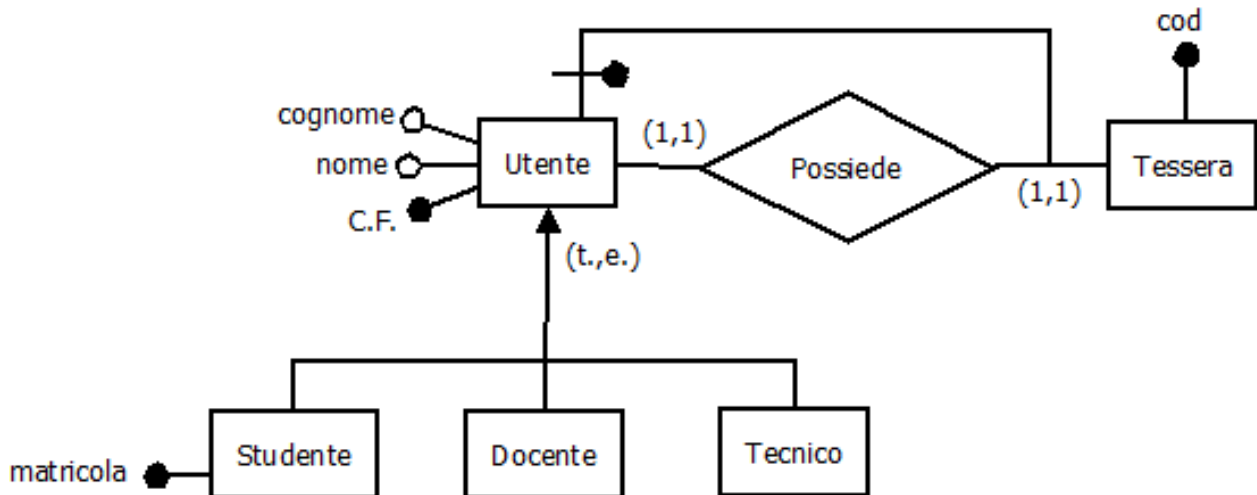 cod
cognome
(1,1)
nome
Utente
Possiede
Tessera
C.F.
(1,1)
(t.,e.)
Studente
Docente
Tecnico
matricola